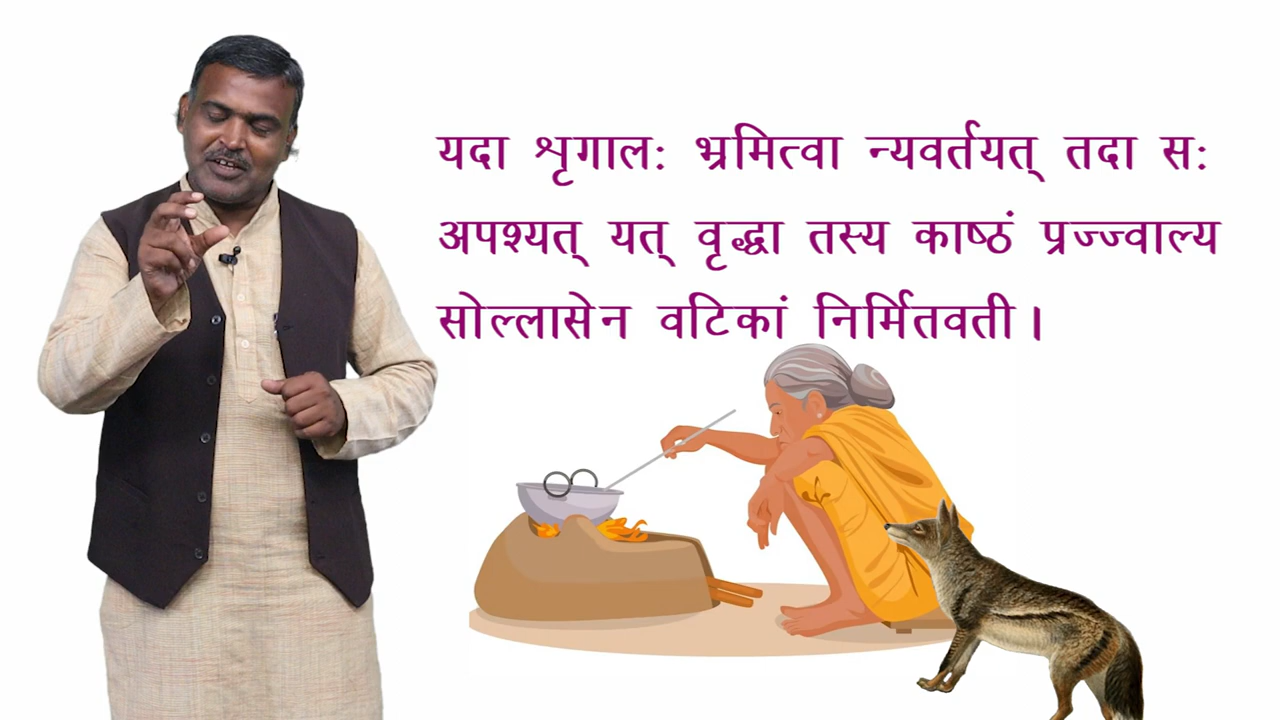 यदा शृगालः भ्रमित्वा न्यवर्तयत् तदा सः
अपश्यत् यत् वृद्धा तस्य काष्ठं प्रज्ज्वाल्य
सोल्लासेन वटिकां निर्मितवती।